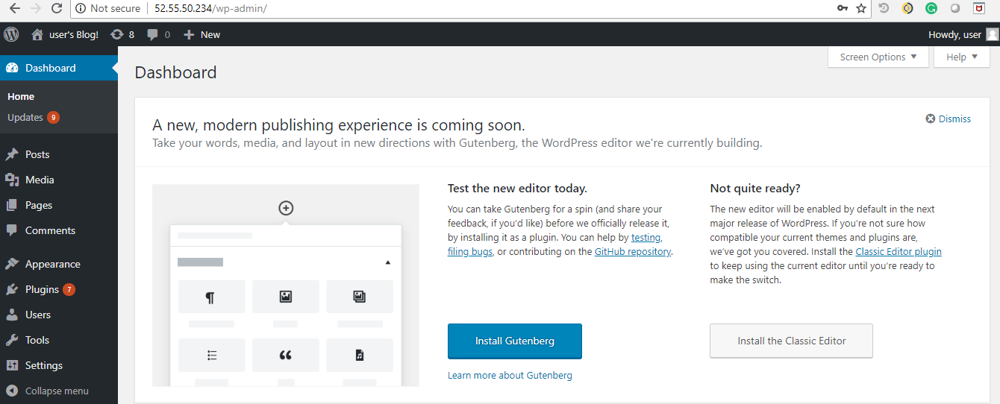 Not secure 52.55.50.234/wp-admin/
user's Blog! 8 0 New Howdy, user
Dashboard
Home
Updates 9
Posts
Media
Pages
Comments
Appearance
Plugins 7
Users
Tools
Settings
Collapse menu
Screen Options Help
Dashboard
A new, modern publishing experience is coming soon.
Dismiss
Take your words, media, and layout in new directions with Gutenberg, the WordPress editor we're currently building.
Test the new editor today.
You can take Gutenberg for a spin (and share your
feedback, if you'd like) before we officially release it,
by installing it as a plugin. You can help by testing,
filing bugs, or contributing on the GitHub repository.
Install Gutenberg
Learn more about Gutenberg
Not quite ready?
The new editor will be enabled by default in the next
major release of WordPress. If you're not sure how
compatible your current themes and plugins are,
we've got you covered. Install the Classic Editor plugin
to keep using the current editor until you're ready to
make the switch.
Install the Classic Editor